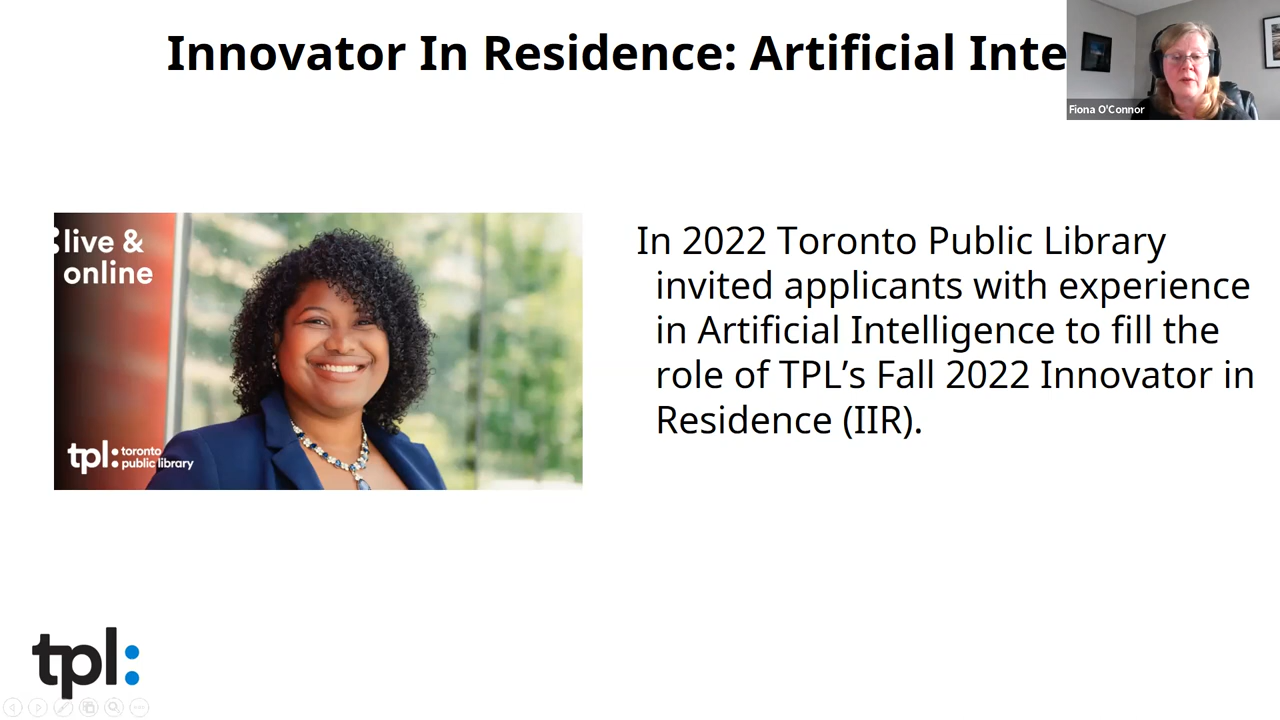 Innovator In Residence: Artificial Inte
Fiona O'Connor
live &
online
tpl: toronto
public library
In 2022 Toronto Public Library
invited applicants with experience
in Artificial Intelligence to fill the
role of TPL’s Fall 2022 Innovator in
Residence (IIR).
tpl: